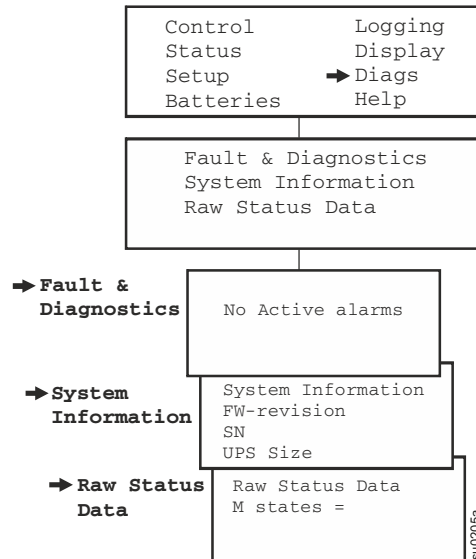 Control Logging
Status Display
Setup Diags
Batteries Help
Fault & Diagnostics
System Information
Raw Status Data
Fault &
Diagnostics
No Active alarms
System
Information
System Information
FW-revision
SN
UPS Size
Raw Status
Data
Raw Status Data
M states =